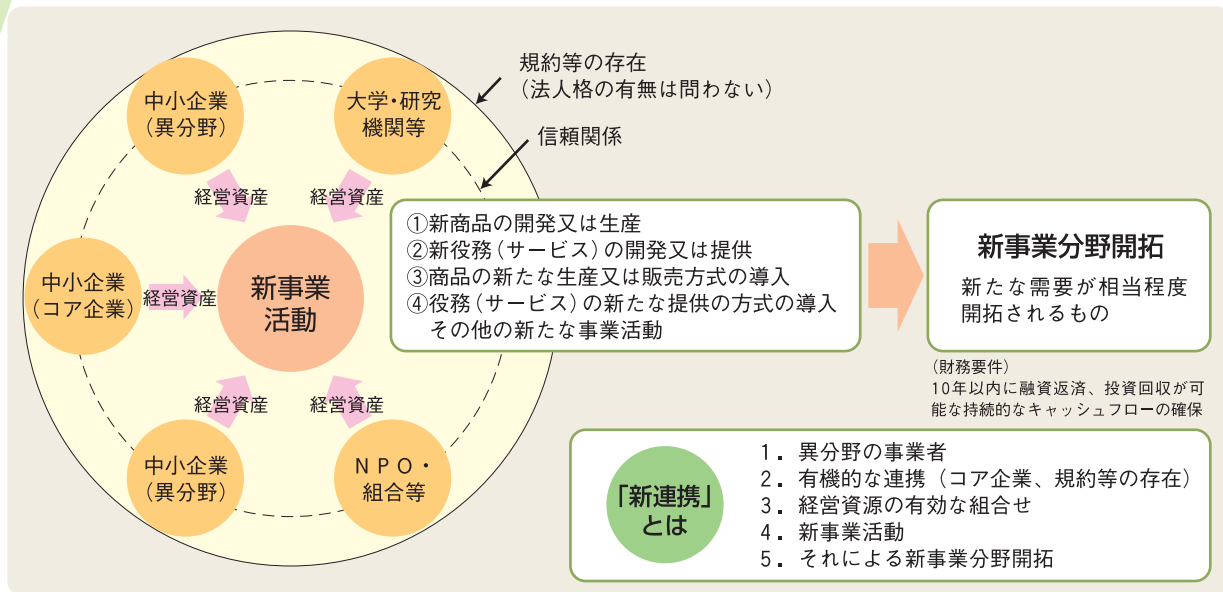 規約等の存在
(法人格の有無は問わない)
信頼関係
中小企業
(異分野)
大学・研究
機関等
経営資産
経営資産
中小企業
(コア企業)
経営資産
新事業
活動
経営資産
経営資産
中小企業
(異分野)
NPO・
組合等
①新商品の開発又は生産
②新役務(サービス)の開発又は提供
③商品の新たな生産又は販売方式の導入
④役務(サービス)の新たな提供の方式の導入
その他の新たな事業活動
新事業分野開拓
新たな需要が相当程度
開拓されるもの
(財務要件)
10年以内に融資返済、投資回収が可
能な持続的なキャッシュフローの確保
「新連携」
とは
1. 異分野の事業者
2. 有機的な連携(コア企業、規約等の存在)
3. 経営資源の有効な組合せ
4. 新事業活動
5. それによる新事業分野開拓